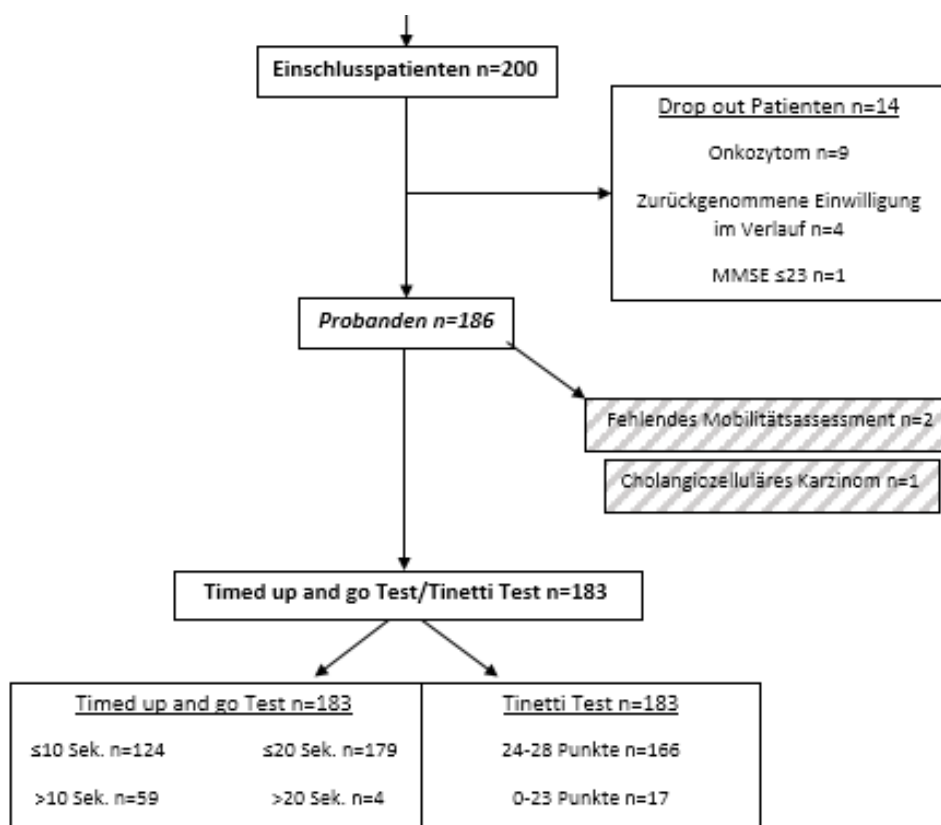 Einschlusspatienten n=200
Drop out Patienten n=14
Onkozytom n=9
Zurückgenommene Einwilligung
im Verlauf n=4
MMSE ≤23 n=1
Probanden n=186
Fehlendes Mobilitätsassessment n=2
Cholangiozelluläres Karzinom n=1
Timed up and go Test/Tinetti Test n=183
Timed up and go Test n=183
≤10 Sek. n=124 ≤20 Sek. n=179
>10 Sek. n=59 >20 Sek. n=4
Tinetti Test n=183
24-28 Punkte n=166
0-23 Punkte n=17